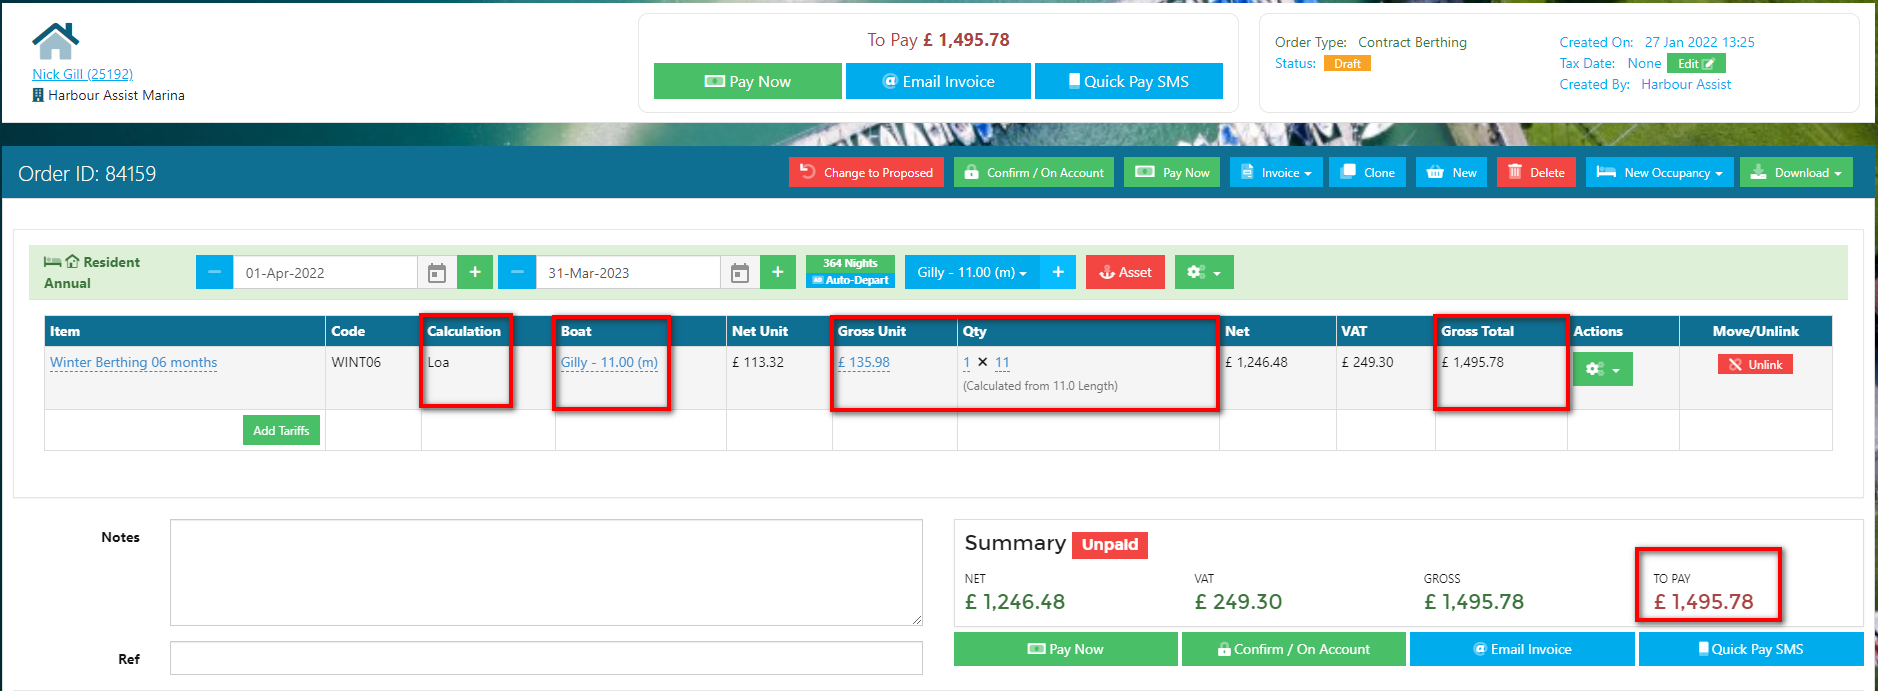 Nick Gill (25192)
Harbour Assist Marina
To Pay £ 1,495.78
Pay Now
Email Invoice
Quick Pay SMS
Order Type: Contract Berthing
Status: Draft
Created On: 27 Jan 2022 13:25
Tax Date: None Edit
Created By: Harbour Assist
Order ID: 84159
Change to Proposed
Confirm / On Account
Pay Now
Invoice
Clone
New
Delete
New Occupancy
Download
Resident
Annual
01-Apr-2022
31-Mar-2023
364 Nights
Auto-Depart
Gilly - 11.00 (m)
Asset
Item Code Calculation Boat Net Unit Gross Unit Qty Net VAT Gross Total Actions Move/Unlink
Winter Berthing 06 months WINT06 Loa Gilly - 11.00 (m) £ 113.32 £ 135.98 1 × 11 £ 1,246.48 £ 249.30 £ 1,495.78 Unlink
(Calculated from 11.0 Length)
Add Tariffs
Notes
Ref
Summary Unpaid
NET VAT GROSS TO PAY
£ 1,246.48 £ 249.30 £ 1,495.78 £ 1,495.78
Pay Now
Confirm / On Account
Email Invoice
Quick Pay SMS